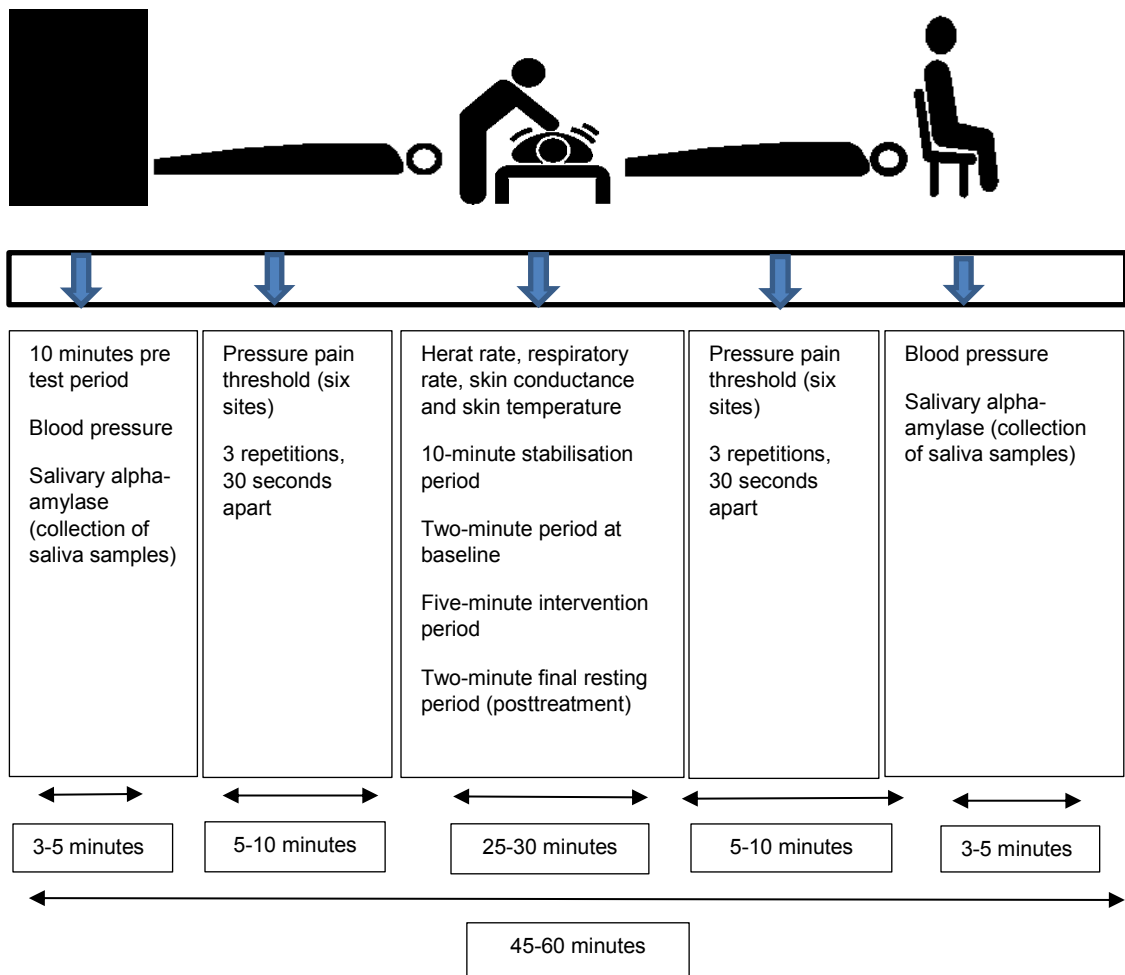 10 minutes pre
test period
Blood pressure
Salivary alpha-
amylase
(collection of
saliva samples)
Pressure pain
threshold (six
sites)
3 repetitions,
30 seconds
apart
Herat rate, respiratory
rate, skin conductance
and skin temperature
10-minute stabilisation
period
Two-minute period at
baseline
Five-minute intervention
period
Two-minute final resting
period (posttreatment)
Pressure pain
threshold (six
sites)
3 repetitions,
30 seconds
apart
Blood pressure
Salivary alpha-
amylase (collection
of saliva samples)
3-5 minutes
5-10 minutes
25-30 minutes
5-10 minutes
3-5 minutes
45-60 minutes